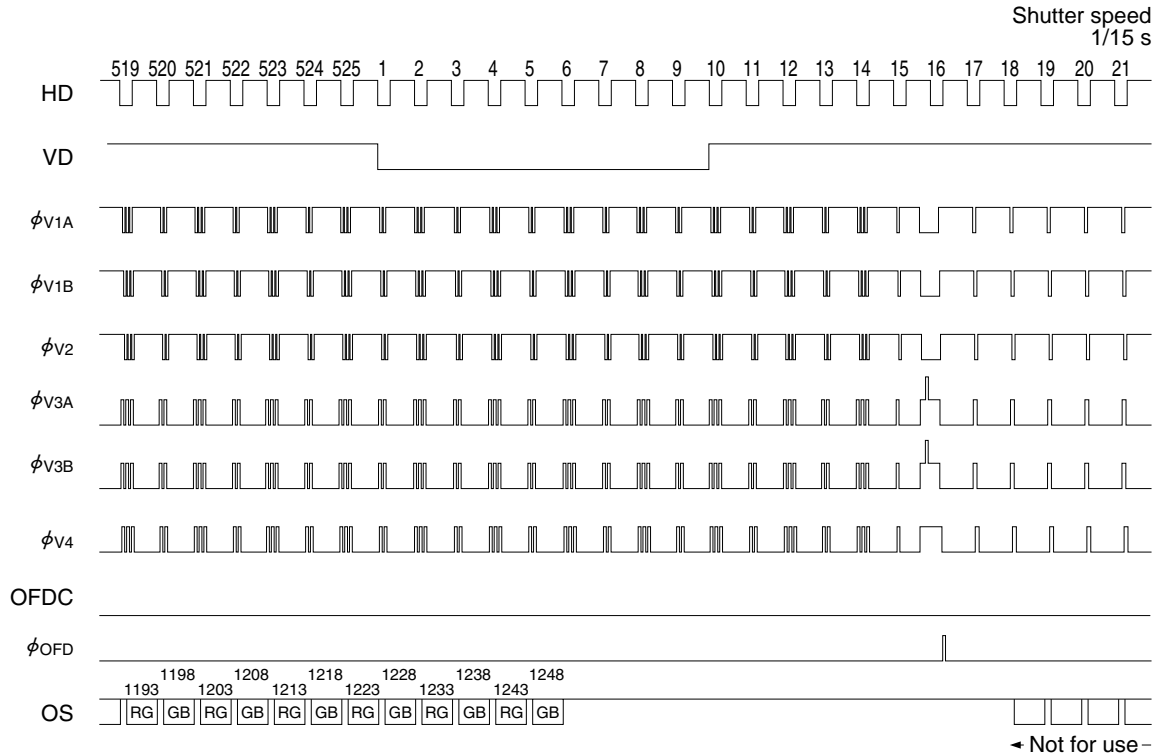 Shutter speed
1/15 s
519 520 521 522 523 524 525 1 2 3 4 5 6 7 8 9 10 11 12 13 14 15 16 17 18 19 20 21
HD
VD
ϕV1A
ϕV1B
ϕV2
ϕV3A
ϕV3B
ϕV4
OFDC
ϕOFD
1198 1208 1218 1228 1238 1248
1193 1203 1213 1223 1233 1243
OS RG GB RG GB RG GB RG GB RG GB RG GB
Not for use